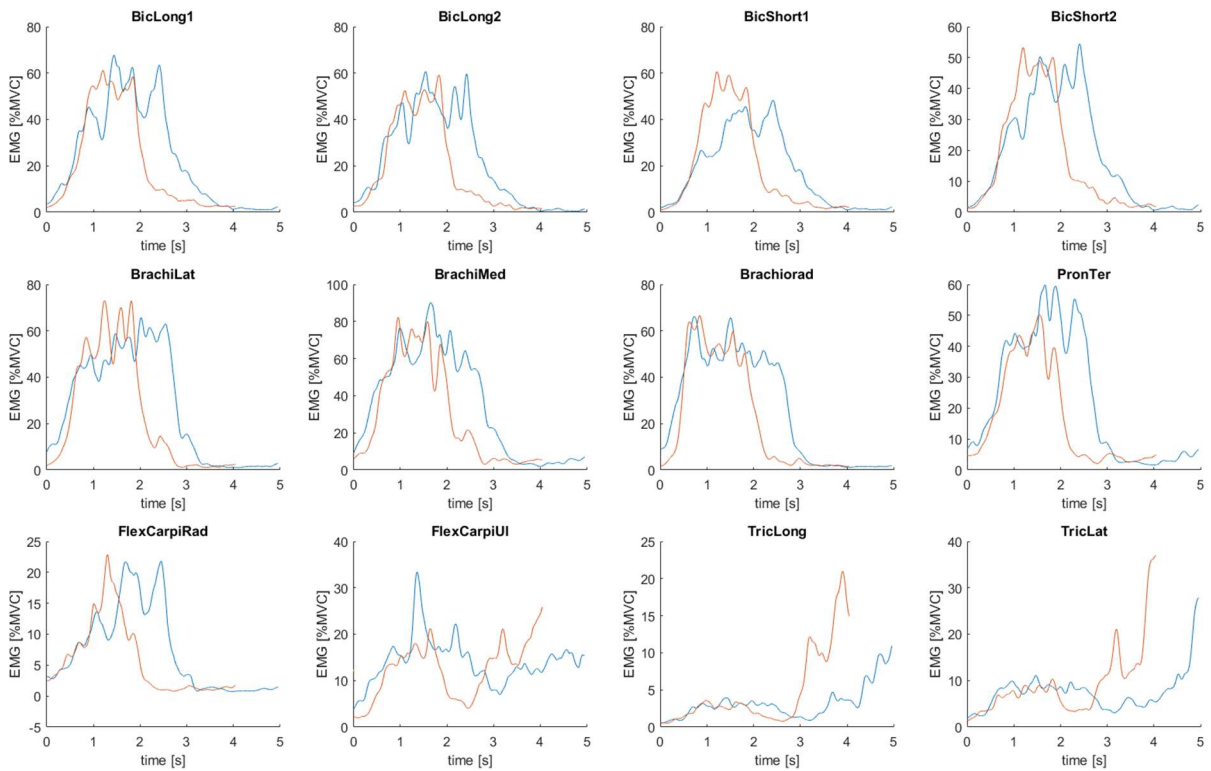 BicLong1
BicLong2
BicShort1
BicShort2
EMG [%MVC]
80
60
40
20
0
0 1 2 3 4 5
time [s]
EMG [%MVC]
80
60
40
20
0
0 1 2 3 4 5
time [s]
EMG [%MVC]
80
60
40
20
0
0 1 2 3 4 5
time [s]
EMG [%MVC]
60
50
40
30
20
10
0
0 1 2 3 4 5
time [s]
BrachiLat
BrachiMed
Brachiorad
PronTer
EMG [%MVC]
80
60
40
20
0
0 1 2 3 4 5
time [s]
EMG [%MVC]
100
80
60
40
20
0
0 1 2 3 4 5
time [s]
EMG [%MVC]
80
60
40
20
0
0 1 2 3 4 5
time [s]
EMG [%MVC]
60
50
40
30
20
10
0
0 1 2 3 4 5
time [s]
FlexCarpiRad
FlexCarpiUl
TricLong
TricLat
EMG [%MVC]
25
20
15
10
5
0
-5
0 1 2 3 4 5
time [s]
EMG [%MVC]
40
30
20
10
0
0 1 2 3 4 5
time [s]
EMG [%MVC]
25
20
15
10
5
0
0 1 2 3 4 5
time [s]
EMG [%MVC]
40
30
20
10
0
0 1 2 3 4 5
time [s]